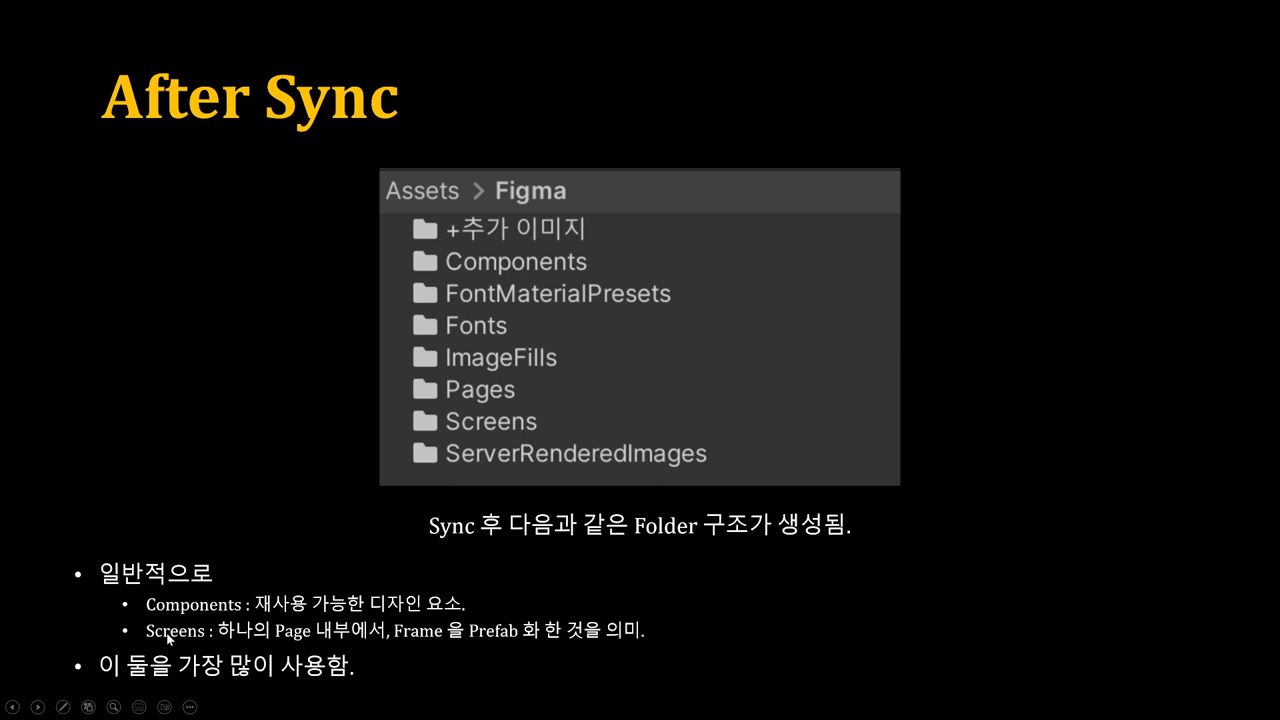 After Sync
Assets > Figma
+추가 이미지
Components
FontMaterialPresets
Fonts
ImageFills
Pages
Screens
ServerRenderedImages
Sync 후 다음과 같은 Folder 구조가 생성됨.
• 일반적으로
• Components : 재사용 가능한 디자인 요소.
• Screens : 하나의 Page 내부에서, Frame 을 Prefab 화 한 것을 의미.
• 이 둘을 가장 많이 사용함.